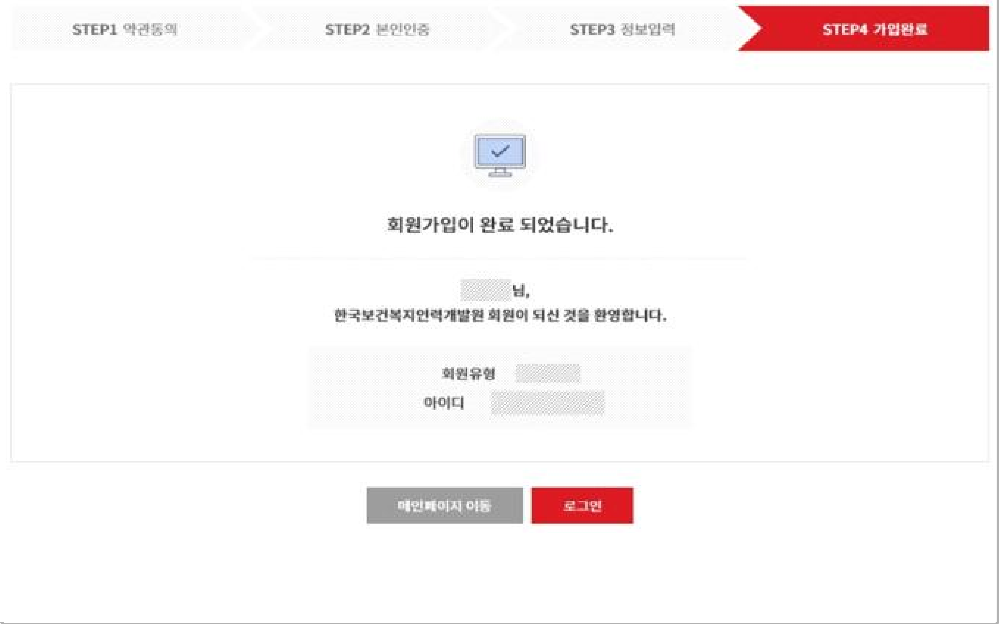 STEP1 약관동의
STEP2 본인인증
STEP3 정보입력
STEP4 가입완료
회원가입이 완료 되었습니다.
님,
한국보건복지인력개발원 회원이 되신 것을 환영합니다.
회원유형
아이디
메인페이지 이동
로그인